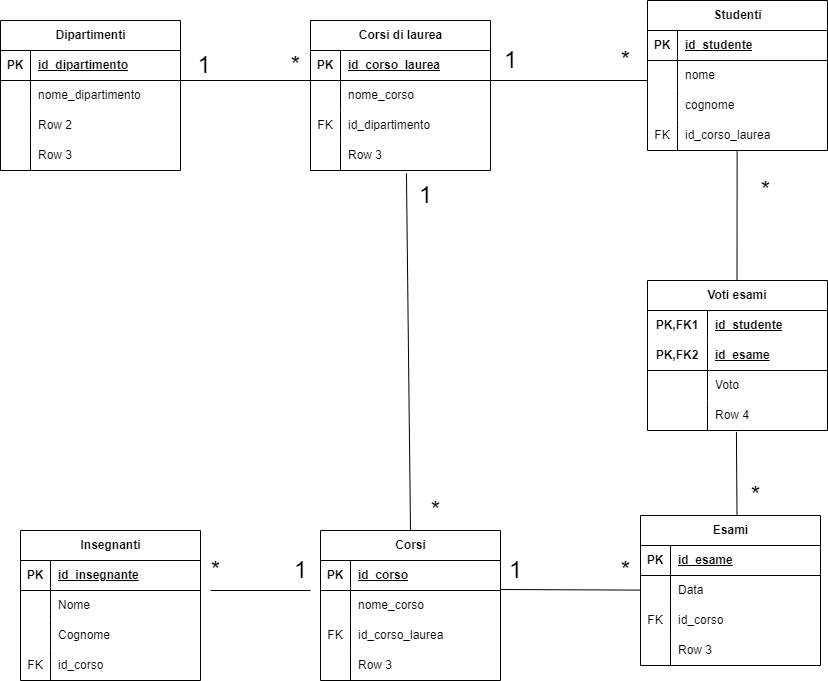 Dipartimenti
PK id_dipartimento
nome_dipartimento
Row 2
Row 3
1
*
Corsi di laurea
PK id_corso_laurea
nome_corso
FK id_dipartimento
Row 3
1
*
Studenti
PK id_studente
nome
cognome
FK id_corso_laurea
1
*
*
Voti esami
PK,FK1 id_studente
PK,FK2 id_esame
Voto
Row 4
*
Insegnanti
PK id_insegnante
Nome
Cognome
FK id_corso
*
1
Corsi
PK id_corso
nome_corso
FK id_corso_laurea
Row 3
1
*
Esami
PK id_esame
Data
FK id_corso
Row 3